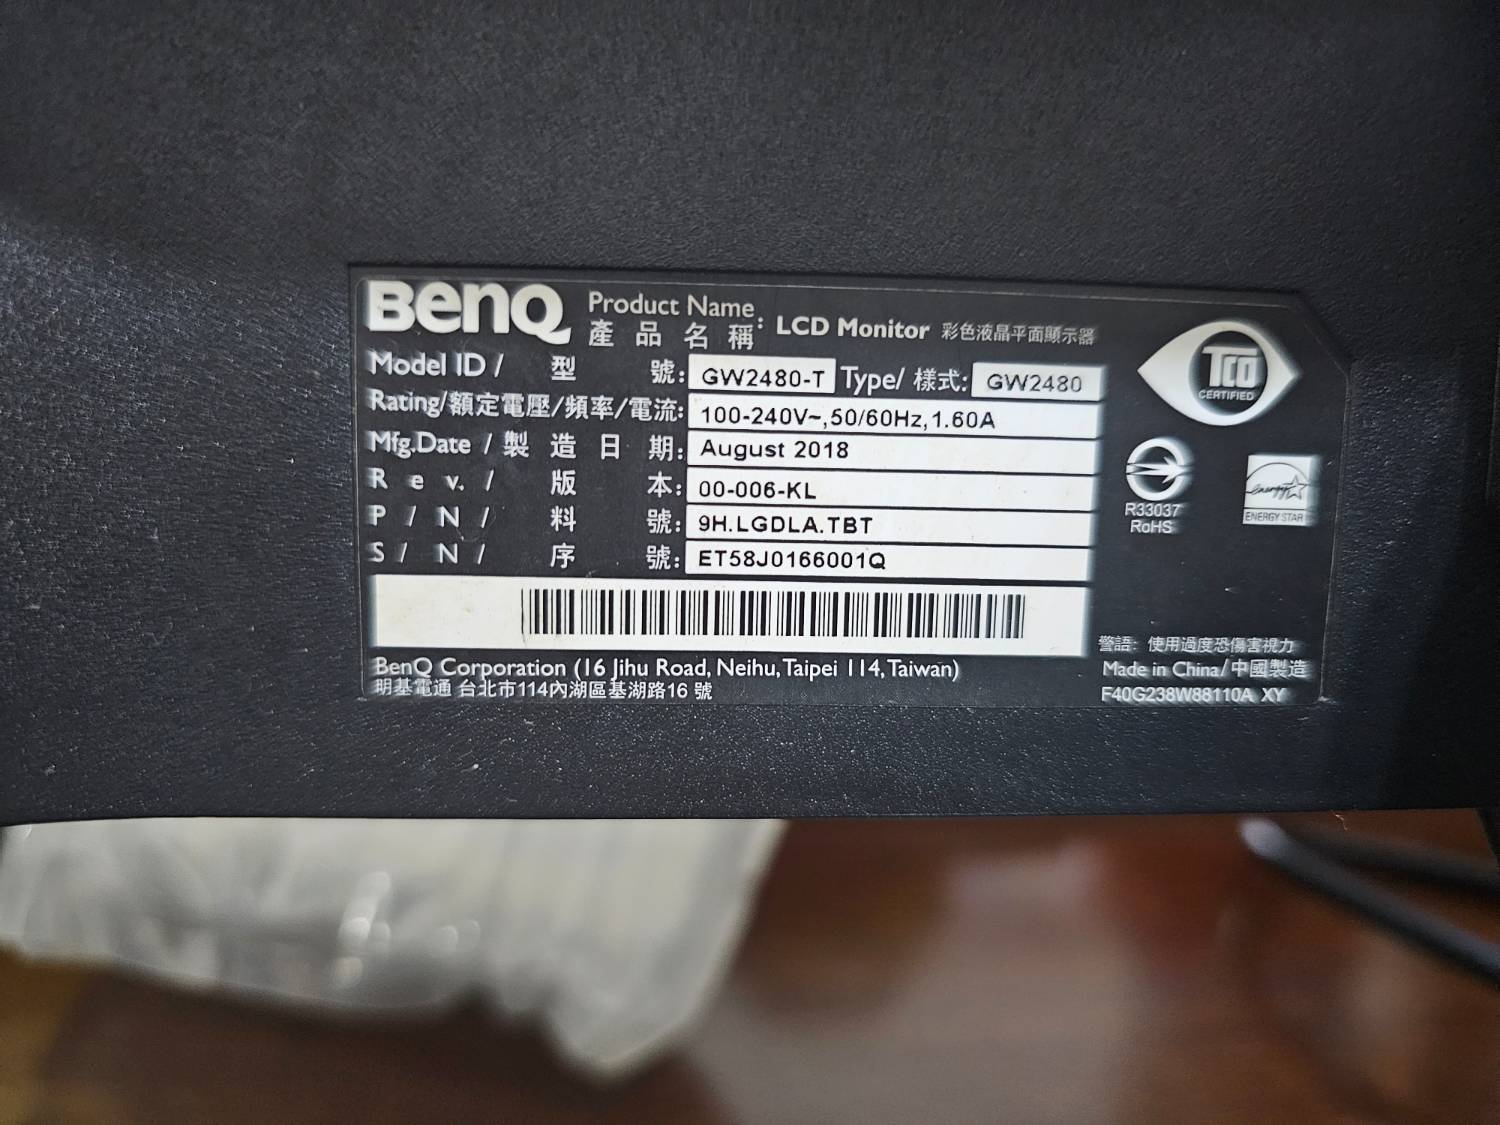 BenQ Product Name: LCD Monitor 彩色液晶平面顯示器
產品名稱
Model ID / 型號: GW2480-T Type/ 樣式: GW2480
Rating/額定電壓/頻率/電流: 100-240V~,50/60Hz,1.60A
Mfg.Date / 製造日期: August 2018
Rev. / 版本: 00-006-KL
P / N / 料號: 9H.LGDLA.TBT
S / N / 序號: ET58J0166001Q
TCO
CERTIFIED
R33037
RoHS
energy
ENERGY STAR
BenQ Corporation (16 Jihu Road, Neihu, Taipei 114, Taiwan)
明基電通 台北市114內湖區基湖路16 號
警語: 使用過度恐傷害視力
Made in China/中國製造
F40G238W88110A XY